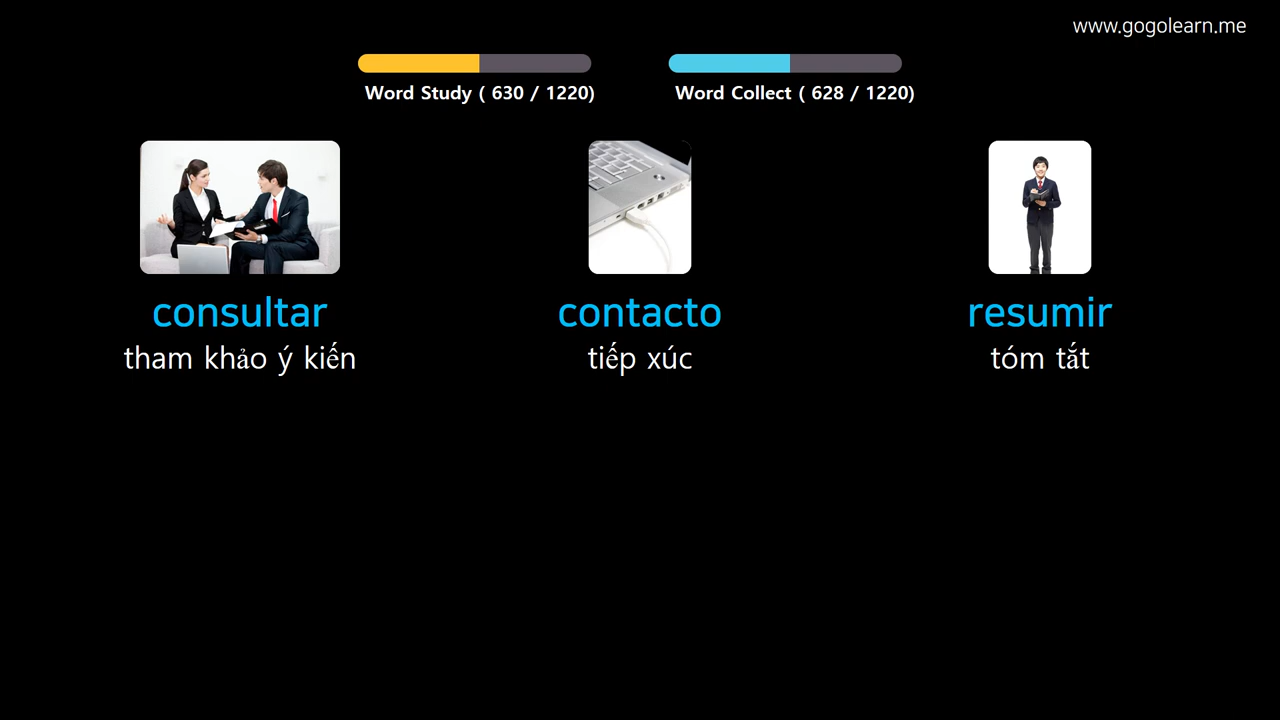 www.gogolearn.me
Word Study ( 630 / 1220)
Word Collect ( 628 / 1220)
consultar
contacto
resumir
tham khảo ý kiến
tiếp xúc
tóm tắt